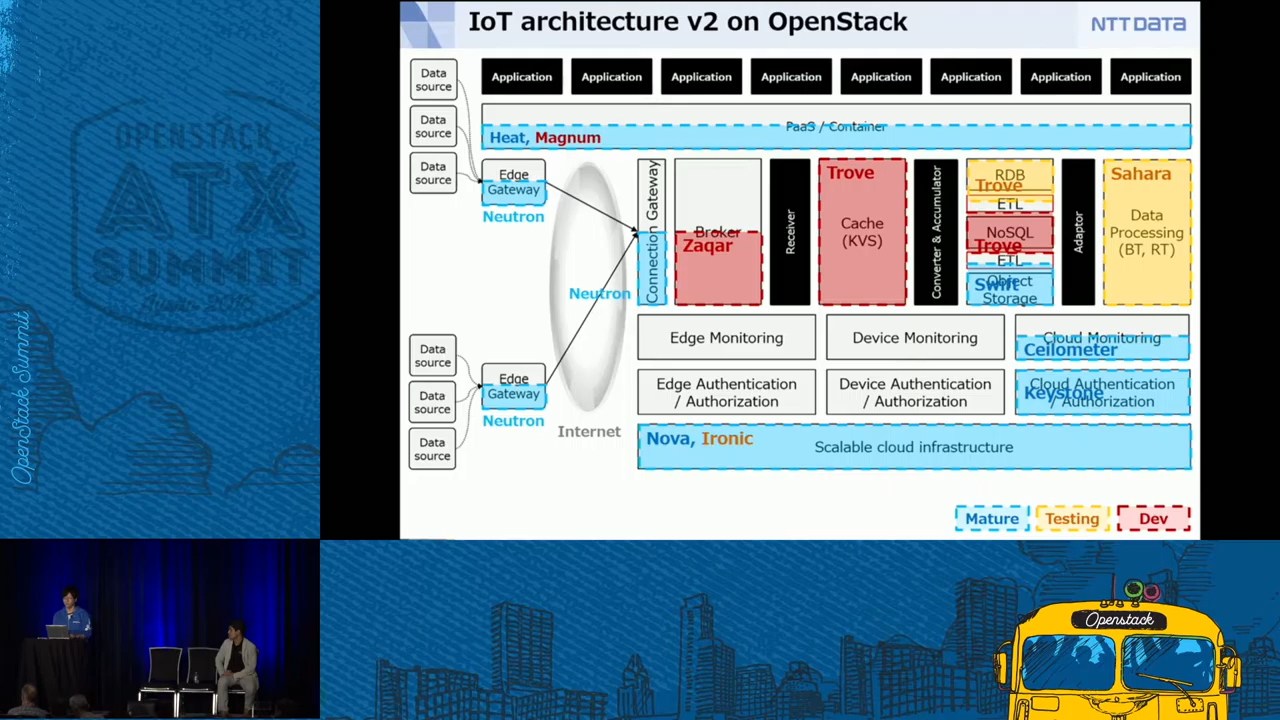 IoT architecture v2 on OpenStack
NTT DATA
Data
source
Data
source
Data
source
Application
Application
Application
Application
Application
Application
Application
Application
PaaS / Container
Heat, Magnum
Edge
Gateway
Neutron
Connection Gateway
Neutron
Broker
Zaqar
Receiver
Trove
Cache
(KVS)
Converter & Accumulator
RDB
Trove
ETL
NoSQL
Trove
ETL
Object
Swift
Storage
Adaptor
Sahara
Data
Processing
(BT, RT)
Edge Monitoring
Device Monitoring
Cloud Monitoring
Ceilometer
Data
source
Data
source
Data
source
Edge
Gateway
Neutron
Internet
Edge Authentication
/ Authorization
Device Authentication
/ Authorization
Cloud Authentication
Keystone
/ Authorization
Nova, Ironic
Scalable cloud infrastructure
Mature
Testing
Dev
OPENSTACK
ATX
SUMMIT
OpenStack Summit
Openstack